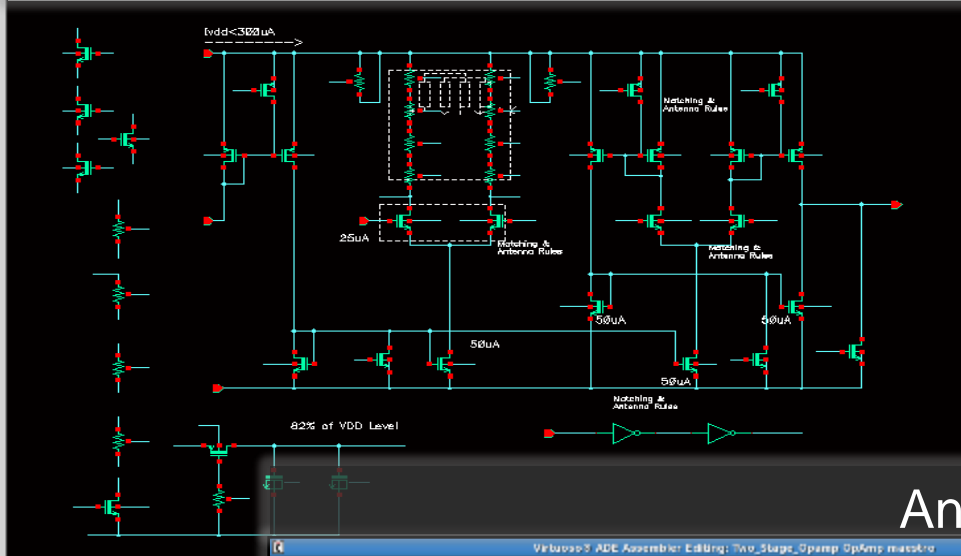 Ivdd<300uA
Matching &
Antenna Rules
25uA
Matching &
Antenna Rules
Matching &
Antenna Rules
50uA
50uA
50uA
50uA
Matching &
Antenna Rules
82% of VDD Level
An
Virtuoso® ADE Assembler Editing: Two_Stage_Opamp OpAmp maestro